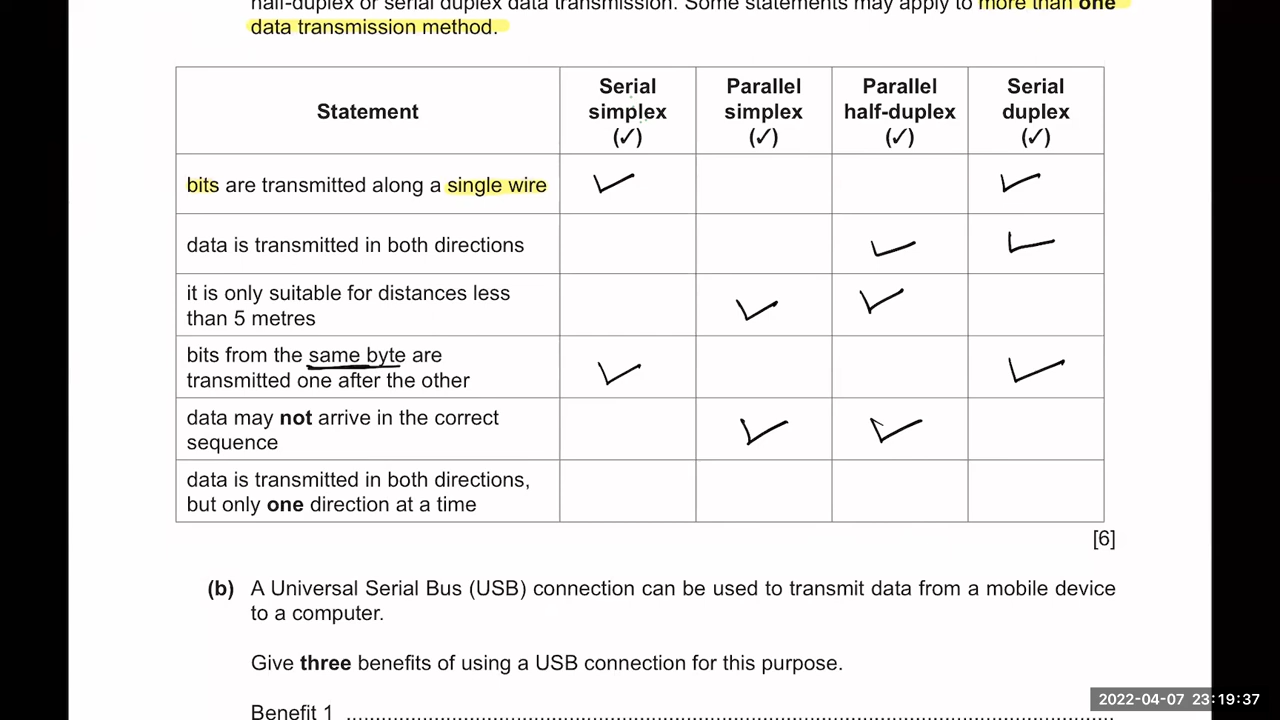 half-duplex or serial duplex data transmission. Some statements may apply to more than one
data transmission method.
Statement
Serial simplex (✓)
Parallel simplex (✓)
Parallel half-duplex (✓)
Serial duplex (✓)
bits are transmitted along a single wire ✓ ✓
data is transmitted in both directions ✓ ✓
it is only suitable for distances less
than 5 metres ✓ ✓
bits from the same byte are
transmitted one after the other ✓ ✓
data may not arrive in the correct
sequence ✓ ✓
data is transmitted in both directions,
but only one direction at a time
[6]
(b) A Universal Serial Bus (USB) connection can be used to transmit data from a mobile device
to a computer.
Give three benefits of using a USB connection for this purpose.
Benefit 1 ....................................................................................................
2022-04-07 23:19:37